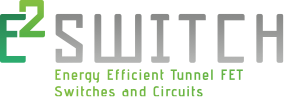 E²SWITCH
Energy Efficient Tunnel FET
Switches and Circuits